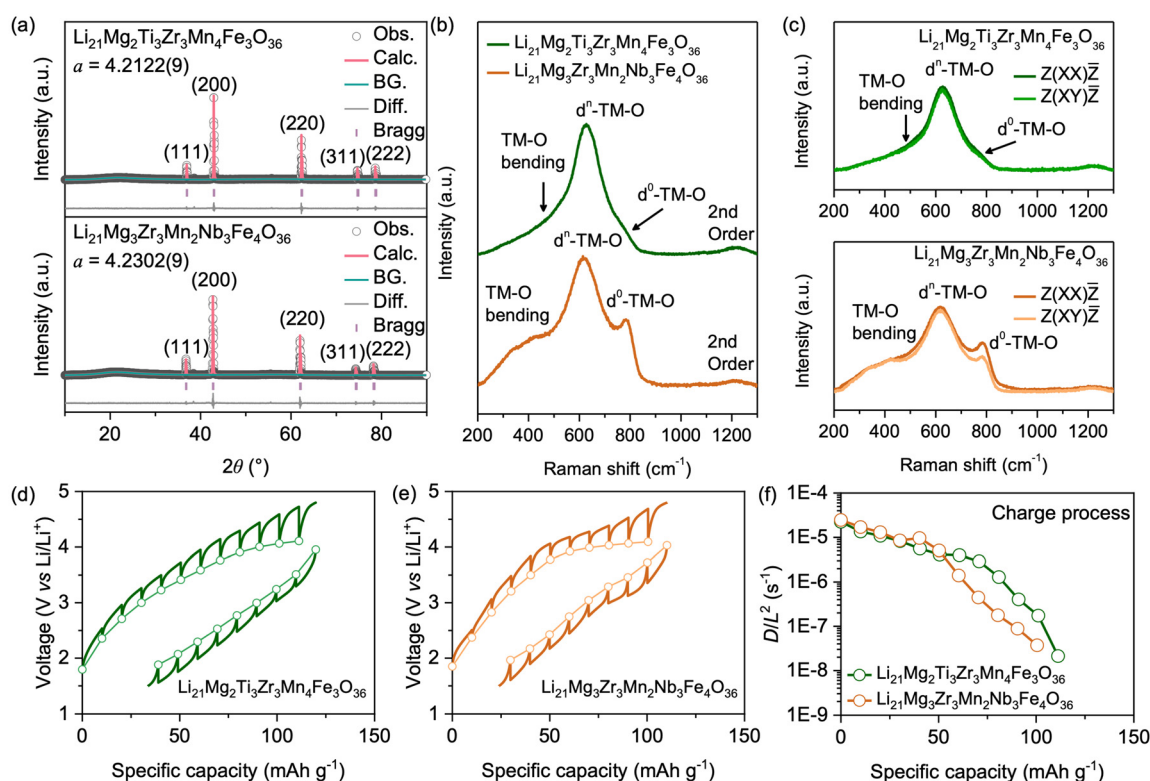 (a)
Li₂₁Mg₂Ti₃Zr₃Mn₄Fe₃O₃₆
a = 4.2122(9)
Obs.
Calc.
BG.
Diff.
Bragg
(111)
(200)
(220)
(311)
(222)
Intensity (a.u.)
Li₂₁Mg₃Zr₃Mn₂Nb₃Fe₄O₃₆
a = 4.2302(9)
Obs.
Calc.
BG.
Diff.
Bragg
(111)
(200)
(220)
(311)
(222)
Intensity (a.u.)
20 40 60 80
2θ (°)
(b)
Li₂₁Mg₂Ti₃Zr₃Mn₄Fe₃O₃₆
Li₂₁Mg₃Zr₃Mn₂Nb₃Fe₄O₃₆
dⁿ-TM-O
TM-O
bending
d⁰-TM-O
2nd
Order
dⁿ-TM-O
TM-O
bending
d⁰-TM-O
2nd
Order
Intensity (a.u.)
200 400 600 800 1000 1200
Raman shift (cm⁻¹)
(c)
Li₂₁Mg₂Ti₃Zr₃Mn₄Fe₃O₃₆
dⁿ-TM-O
Z(XX)Z̅
Z(XY)Z̅
TM-O
bending
d⁰-TM-O
Intensity (a.u.)
200 400 600 800 1000 1200
Li₂₁Mg₃Zr₃Mn₂Nb₃Fe₄O₃₆
dⁿ-TM-O
Z(XX)Z̅
Z(XY)Z̅
TM-O
bending
d⁰-TM-O
Intensity (a.u.)
200 400 600 800 1000 1200
Raman shift (cm⁻¹)
(d)
5
4
3
2
1
Voltage (V vs Li/Li⁺)
Li₂₁Mg₂Ti₃Zr₃Mn₄Fe₃O₃₆
0 50 100 150
Specific capacity (mAh g⁻¹)
(e)
5
4
3
2
1
Voltage (V vs Li/Li⁺)
Li₂₁Mg₃Zr₃Mn₂Nb₃Fe₄O₃₆
0 50 100 150
Specific capacity (mAh g⁻¹)
(f)
1E-4
1E-5
1E-6
1E-7
1E-8
1E-9
D/L² (s⁻¹)
Charge process
Li₂₁Mg₂Ti₃Zr₃Mn₄Fe₃O₃₆
Li₂₁Mg₃Zr₃Mn₂Nb₃Fe₄O₃₆
0 50 100 150
Specific capacity (mAh g⁻¹)